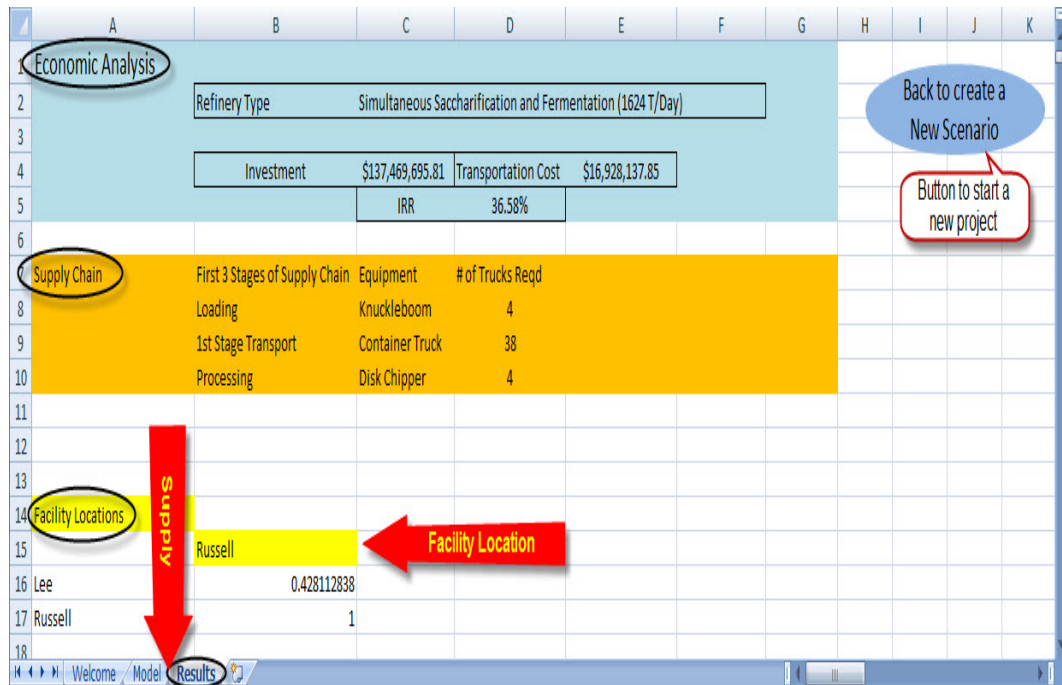 A B C D E F G H I J K
1 Economic Analysis
2 Refinery Type Simultaneous Saccharification and Fermentation (1624 T/Day)
3
4 Investment $137,469,695.81 Transportation Cost $16,928,137.85
5 IRR 36.58%
6
7 Supply Chain First 3 Stages of Supply Chain Equipment # of Trucks Reqd
8 Loading Knuckleboom 4
9 1st Stage Transport Container Truck 38
10 Processing Disk Chipper 4
11
12
13
14 Facility Locations
15 Russell
16 Lee 0.428112838
17 Russell 1
18
Back to create a
New Scenario
Button to start a
new project
Supply
Facility Location
Welcome Model Results